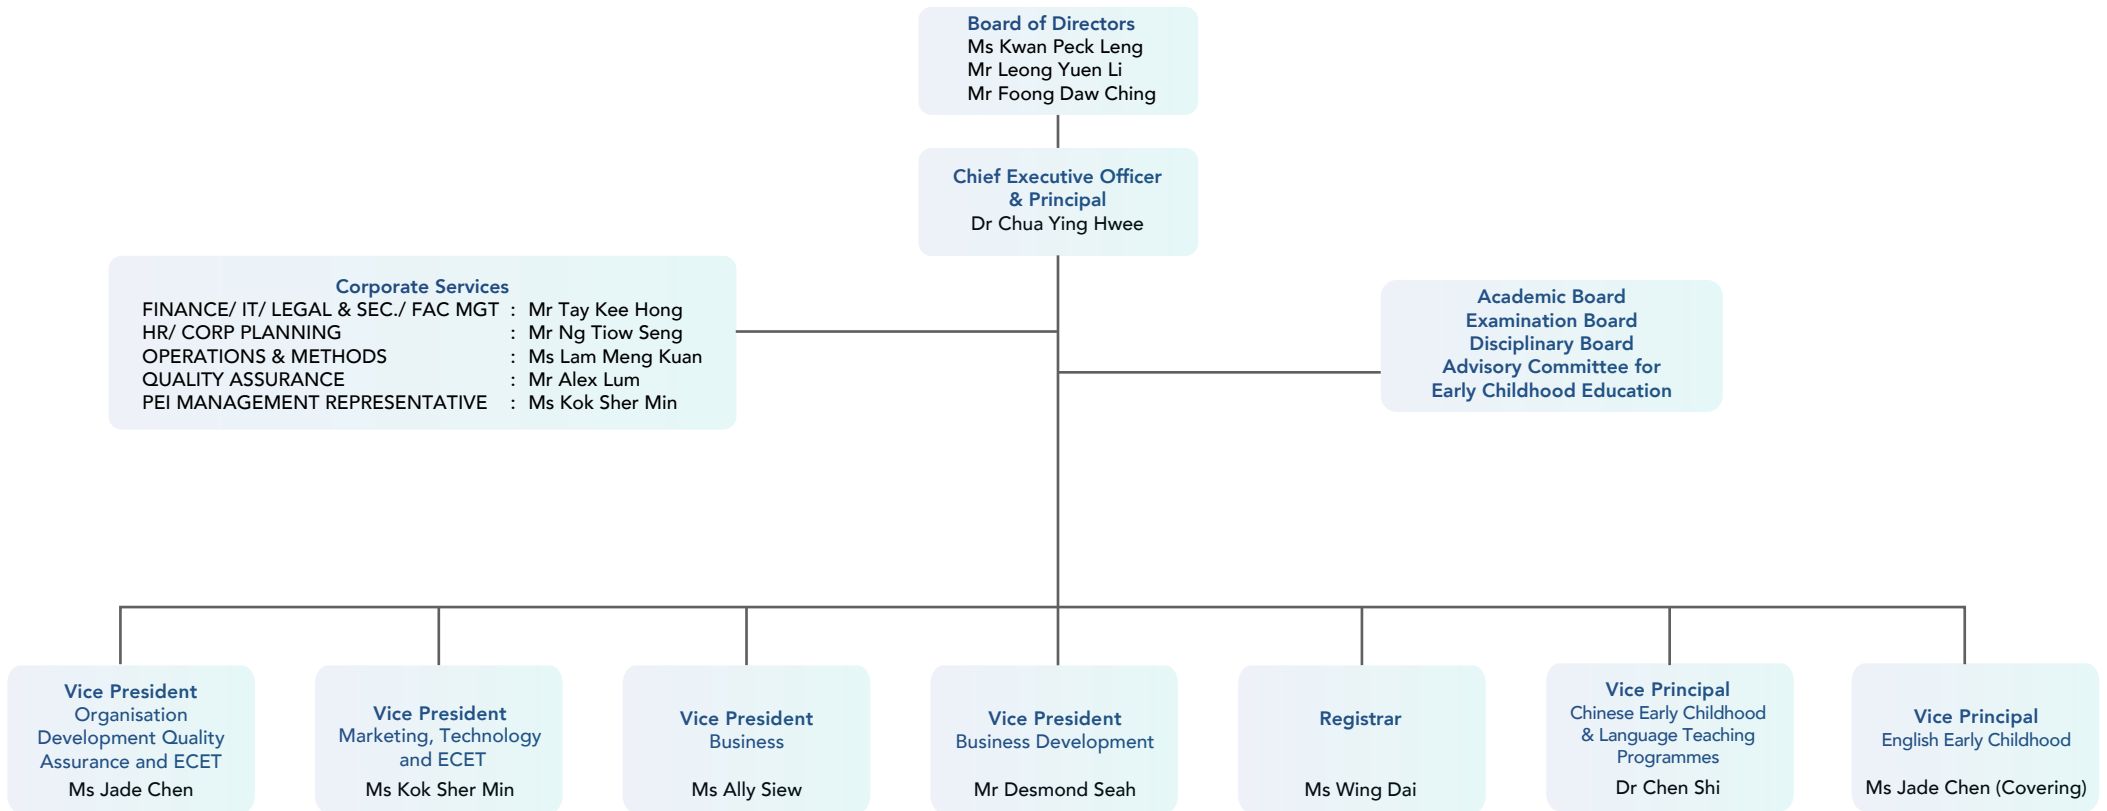 Board of Directors
Ms Kwan Peck Leng
Mr Leong Yuen Li
Mr Foong Daw Ching
Chief Executive Officer
& Principal
Dr Chua Ying Hwee
Corporate Services
FINANCE/ IT/ LEGAL & SEC./ FAC MGT : Mr Tay Kee Hong
HR/ CORP PLANNING : Mr Ng Tiow Seng
OPERATIONS & METHODS : Ms Lam Meng Kuan
QUALITY ASSURANCE : Mr Alex Lum
PEI MANAGEMENT REPRESENTATIVE : Ms Kok Sher Min
Academic Board
Examination Board
Disciplinary Board
Advisory Committee for
Early Childhood Education
Vice President
Organisation
Development Quality
Assurance and ECET
Ms Jade Chen
Vice President
Marketing, Technology
and ECET
Ms Kok Sher Min
Vice President
Business
Ms Ally Siew
Vice President
Business Development
Mr Desmond Seah
Registrar
Ms Wing Dai
Vice Principal
Chinese Early Childhood
& Language Teaching
Programmes
Dr Chen Shi
Vice Principal
English Early Childhood
Ms Jade Chen (Covering)